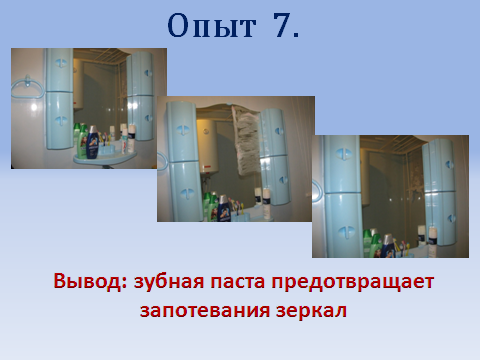 Опыт 7.
Вывод: зубная паста предотвращает
запотевания зеркал